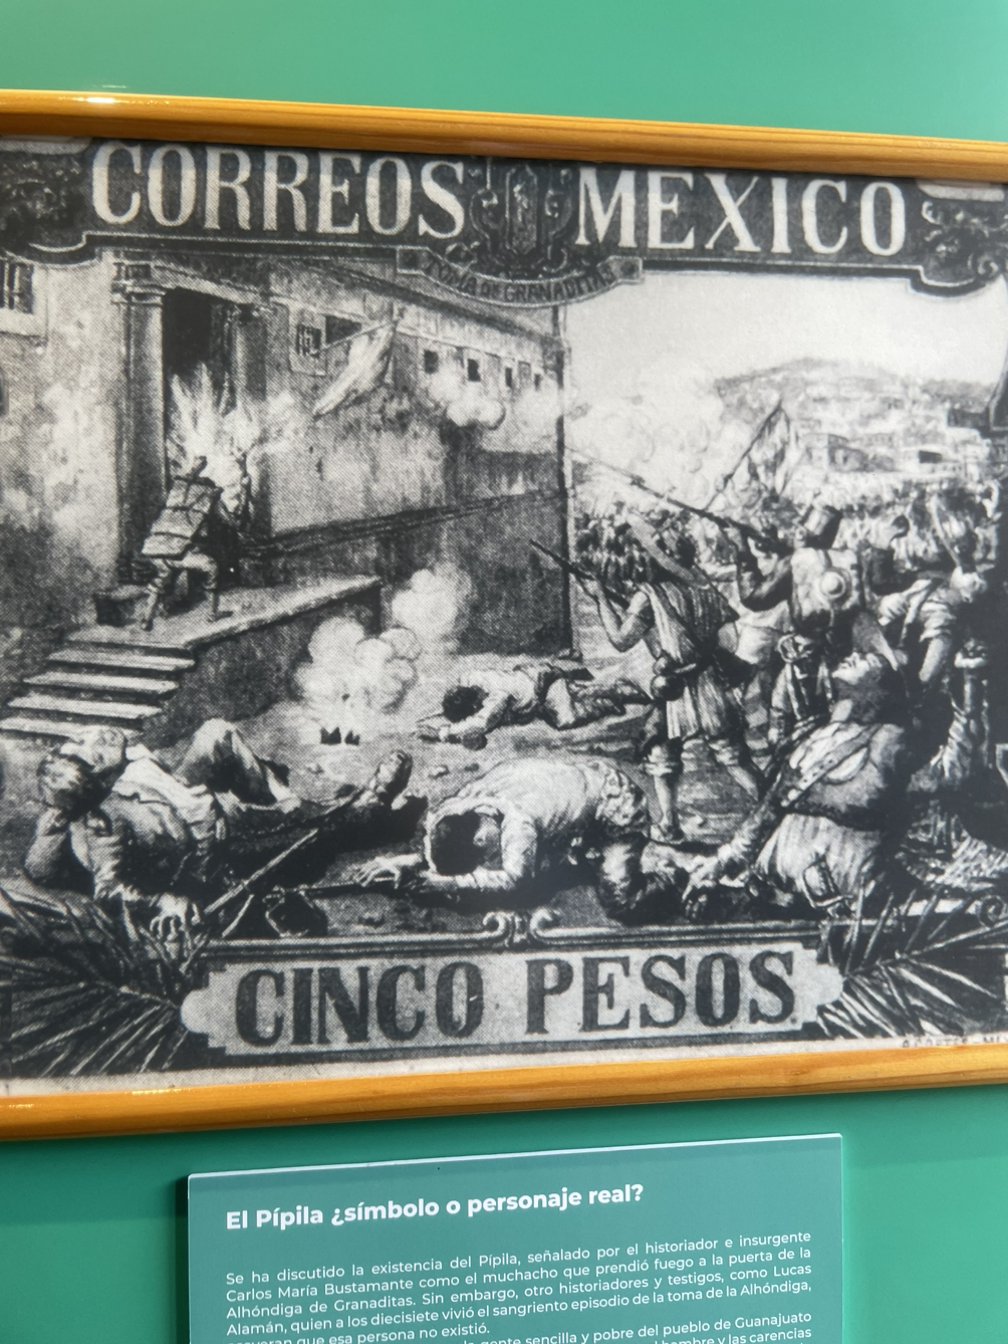 CORREOS MEXICO
TOMA DE GRANADITAS
CINCO PESOS
El Pípila ¿símbolo o personaje real?
Se ha discutido la existencia del Pípila, señalado por el historiador e insurgente
Carlos María Bustamante como el muchacho que prendió fuego a la puerta de la
Alhóndiga de Granaditas. Sin embargo, otro historiadores y testigos, como Lucas
Alamán, quien a los diecisiete vivió el sangriento episodio de la toma de la Alhóndiga,
que esa persona no existió.
gente sencilla y pobre del pueblo de Guanajuato
hambre y las carencias